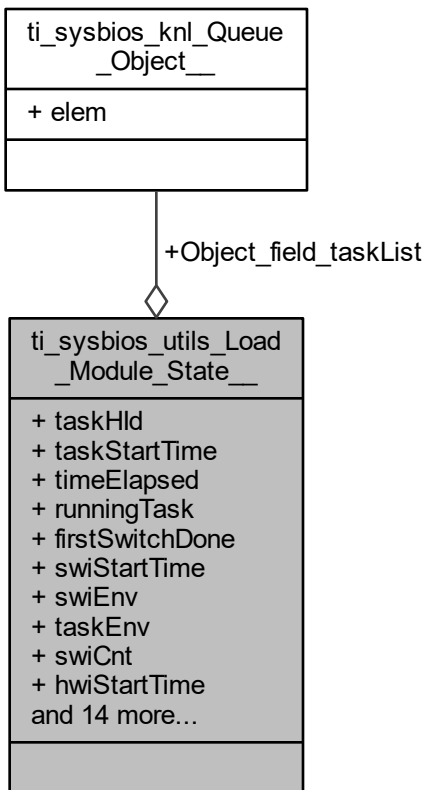 ti_sysbios_knl_Queue
_Object__
+ elem
+Object_field_taskList
ti_sysbios_utils_Load
_Module_State__
+ taskHId
+ taskStartTime
+ timeElapsed
+ runningTask
+ firstSwitchDone
+ swiStartTime
+ swiEnv
+ taskEnv
+ swiCnt
+ hwiStartTime
and 14 more...